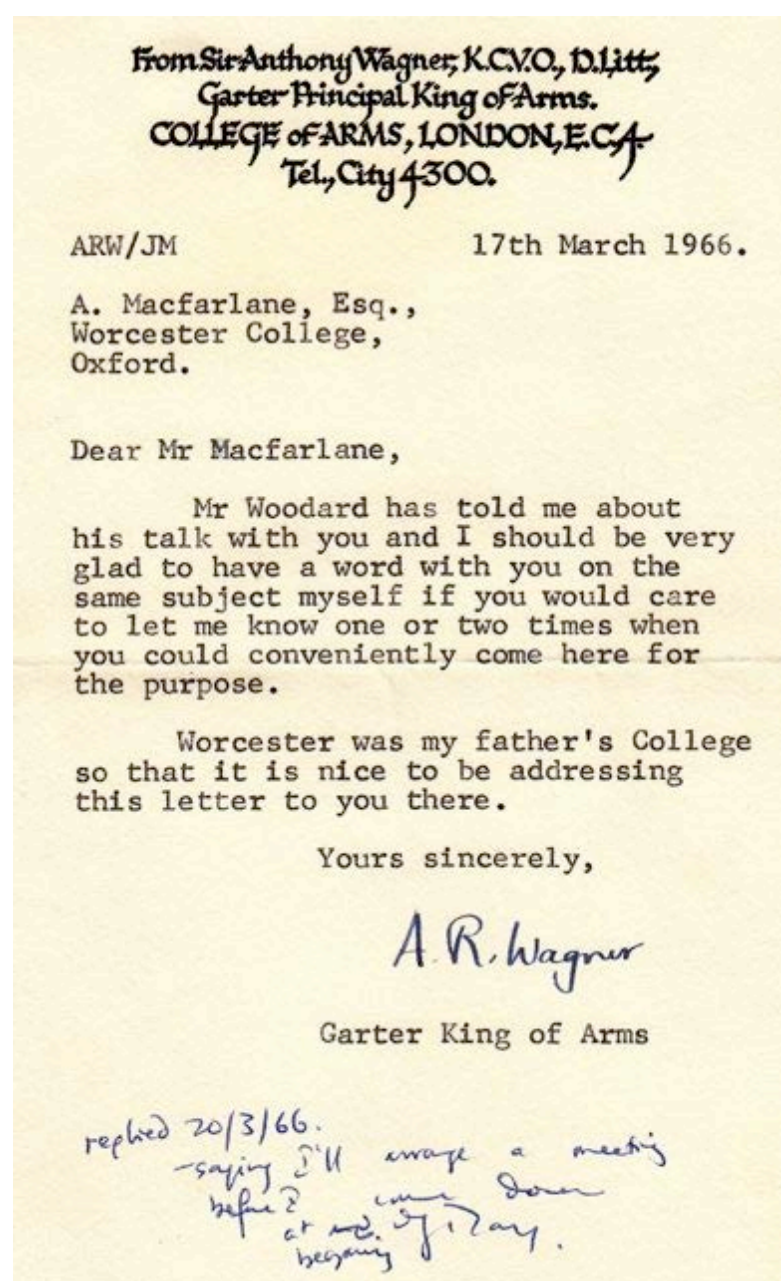 From Sir Anthony Wagner, K.C.V.O., D.Litt,
Garter Principal King of Arms.
COLLEGE of ARMS, LONDON, E.C.4.
Tel., City 4300.
ARW/JM 17th March 1966.
A. Macfarlane, Esq.,
Worcester College,
Oxford.
Dear Mr Macfarlane,
Mr Woodard has told me about
his talk with you and I should be very
glad to have a word with you on the
same subject myself if you would care
to let me know one or two times when
you could conveniently come here for
the purpose.
Worcester was my father's College
so that it is nice to be addressing
this letter to you there.
Yours sincerely,
A. R. Wagner
Garter King of Arms
replied 20/3/66.
-saying I'll arrange a meeting
before I come down
at